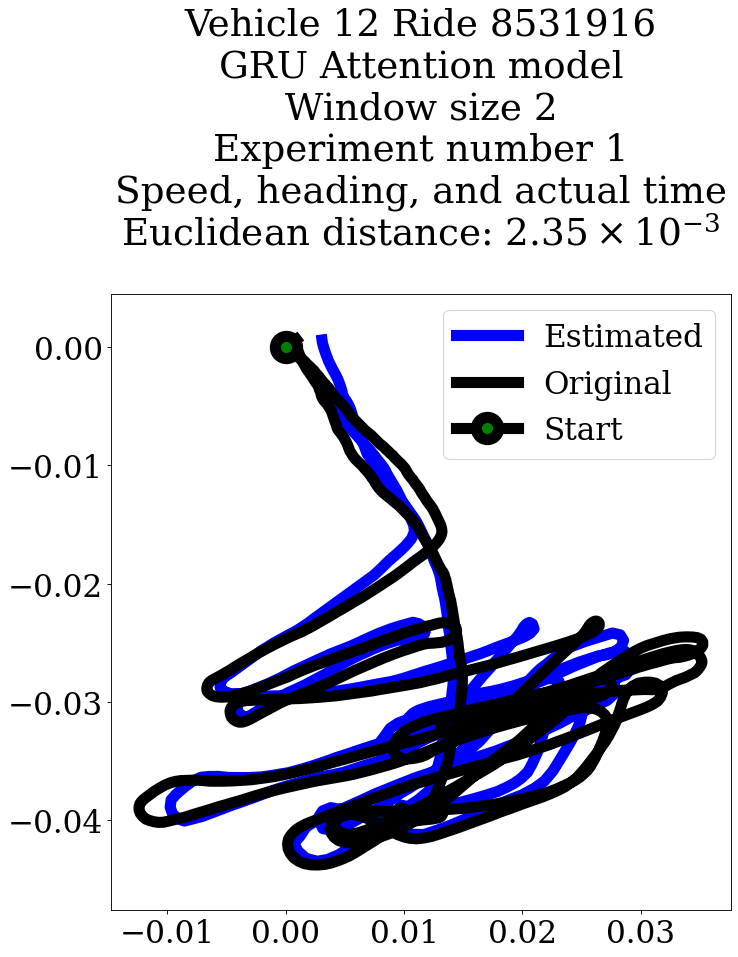 Vehicle 12 Ride 8531916
GRU Attention model
Window size 2
Experiment number 1
Speed, heading, and actual time
Euclidean distance: 2.35 × 10⁻³
Estimated
Original
Start
0.00
−0.01
−0.02
−0.03
−0.04
−0.01
0.00
0.01
0.02
0.03